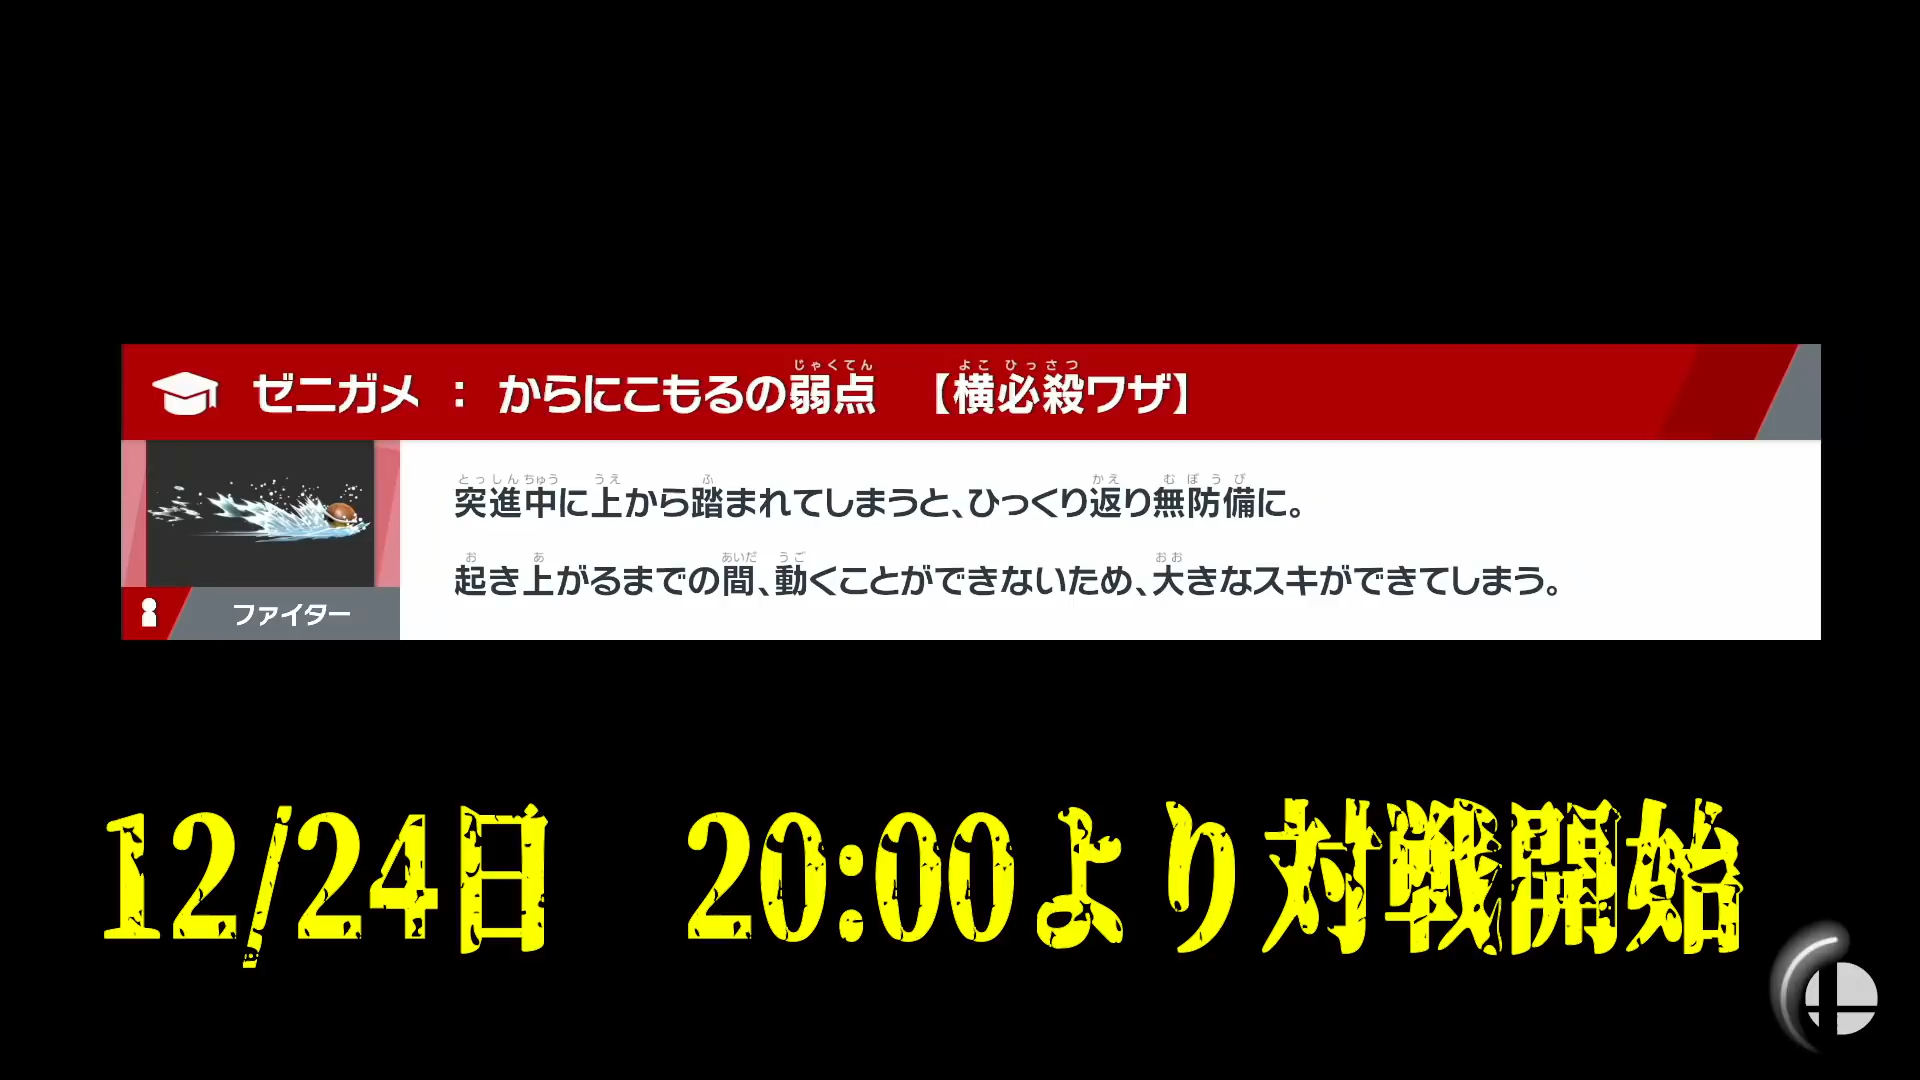 ゼニガメ : からにこもるの弱点 【横必殺ワザ】
突進中に上から踏まれてしまうと、ひっくり返り無防備に。
起き上がるまでの間、動くことができないため、大きなスキができてしまう。
ファイター
12/24日 20:00より対戦開始